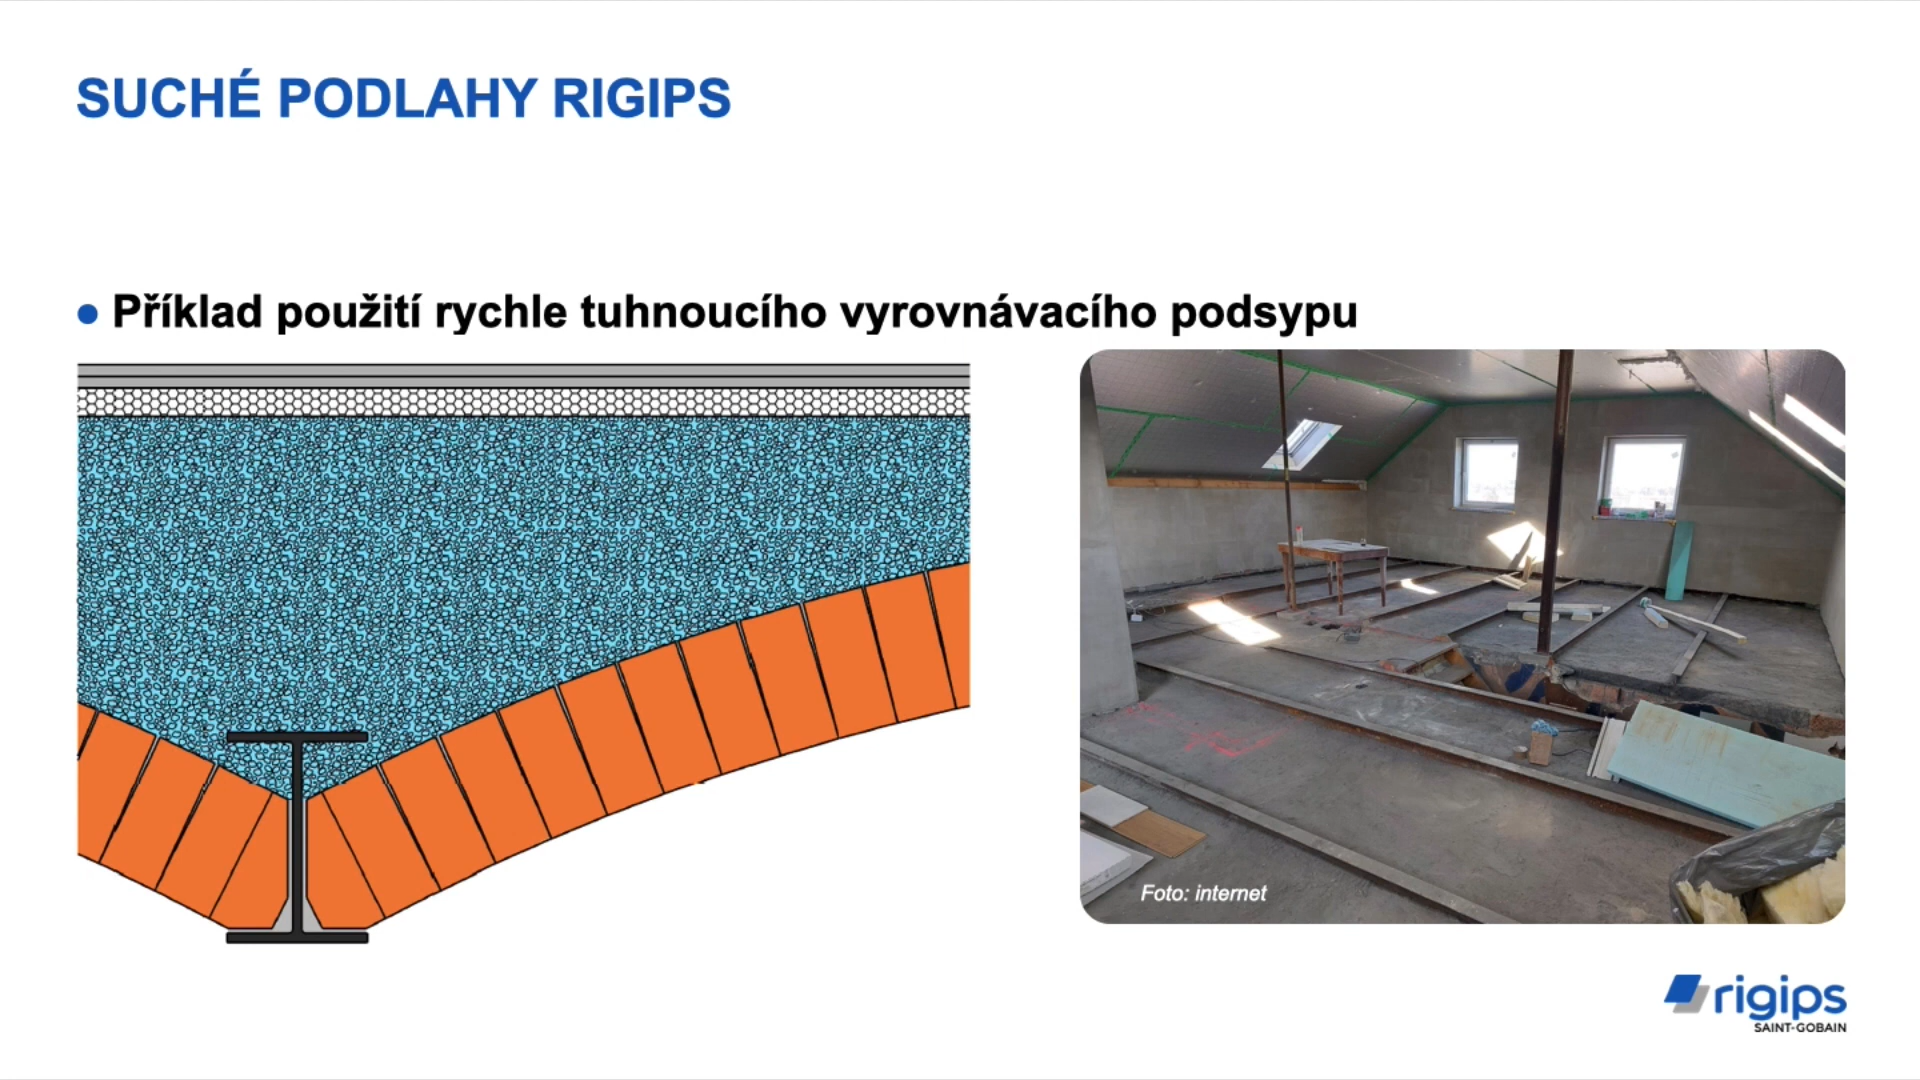 SUCHÉ PODLAHY RIGIPS
Příklad použití rychle tuhnoucího vyrovnávacího podsypu
Foto: internet
rigips
SAINT-GOBAIN